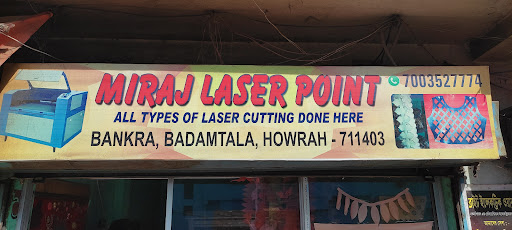 MIRAJ LASER POINT
7003527774
ALL TYPES OF LASER CUTTING DONE HERE
BANKRA, BADAMTALA, HOWRAH - 711403